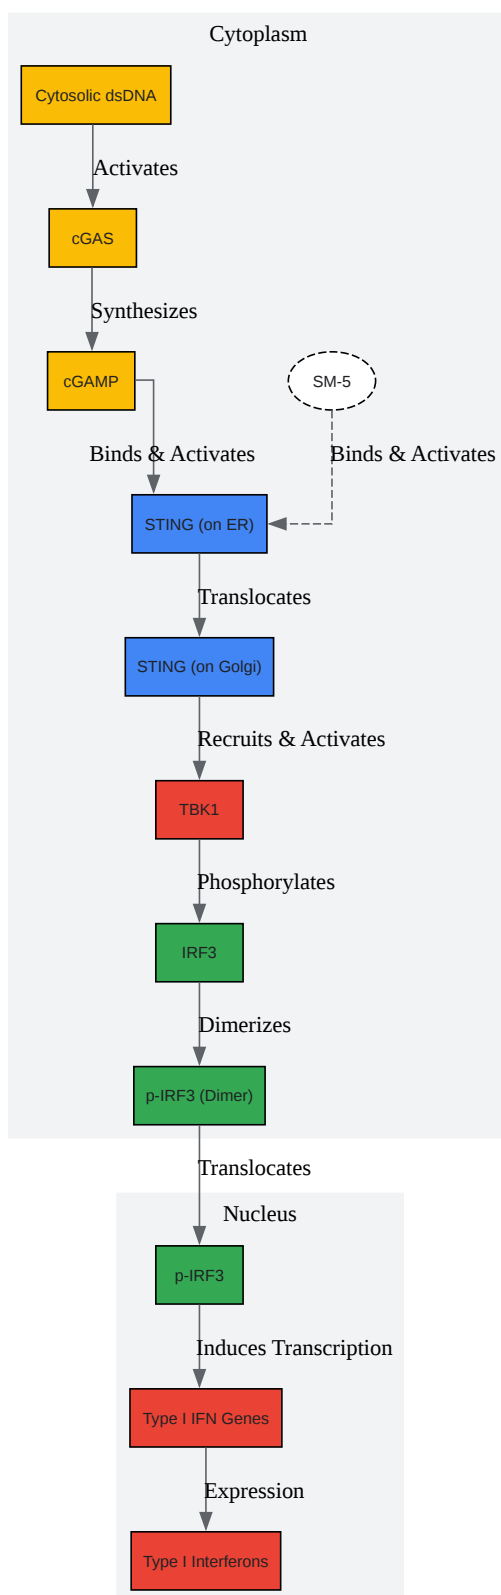 Cytoplasm
Cytosolic dsDNA
Activates
cGAS
Synthesizes
cGAMP
SM-5
Binds & Activates
Binds & Activates
STING (on ER)
Translocates
STING (on Golgi)
Recruits & Activates
TBK1
Phosphorylates
IRF3
Dimerizes
p-IRF3 (Dimer)
Translocates
Nucleus
p-IRF3
Induces Transcription
Type I IFN Genes
Expression
Type I Interferons